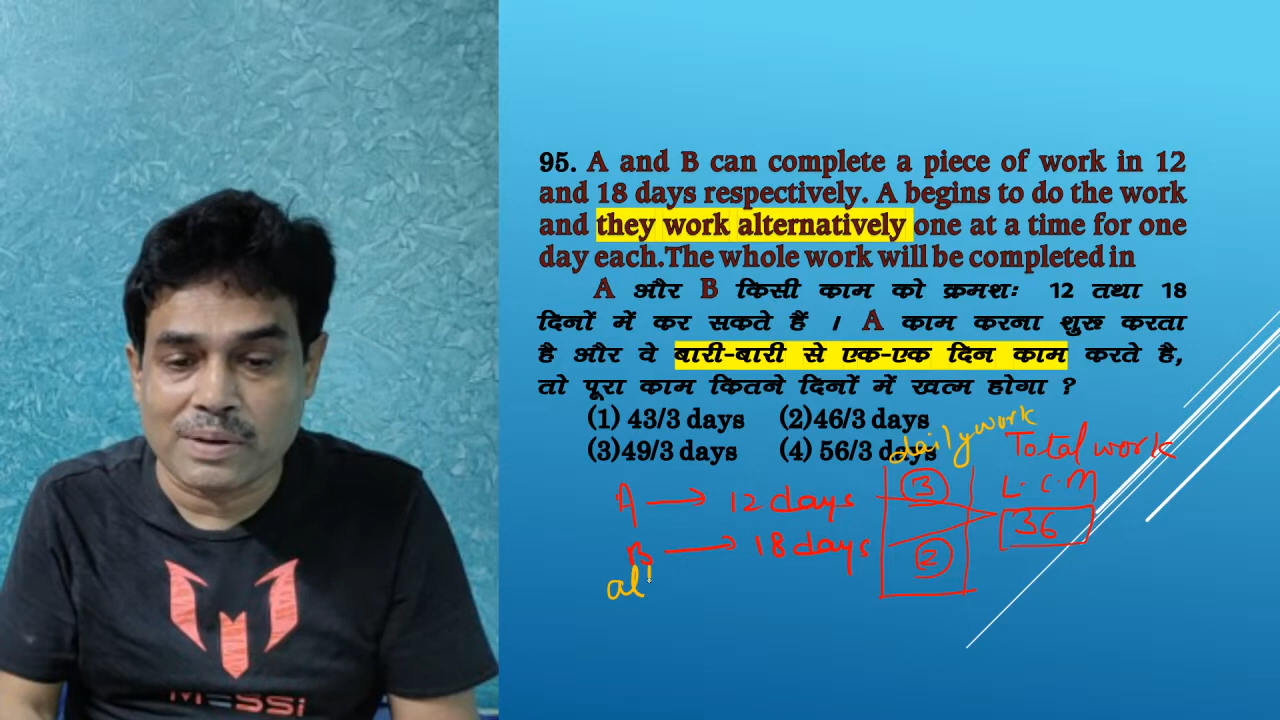 95. A and B can complete a piece of work in 12
and 18 days respectively. A begins to do the work
and they work alternatively one at a time for one
day each.The whole work will be completed in
A और B किसी काम को क्रमशः 12 तथा 18
दिनों में कर सकते हैं । A काम करना शुरू करता
है और वे बारी-बारी से एक-एक दिन काम करते है,
तो पूरा काम कितने दिनों में खत्म होगा ?
(1) 43/3 days (2)46/3 days
(3)49/3 days (4) 56/3 days
daily work Total work
L.C.M
A → 12 days 3
36
B → 18 days 2
al
MESSI